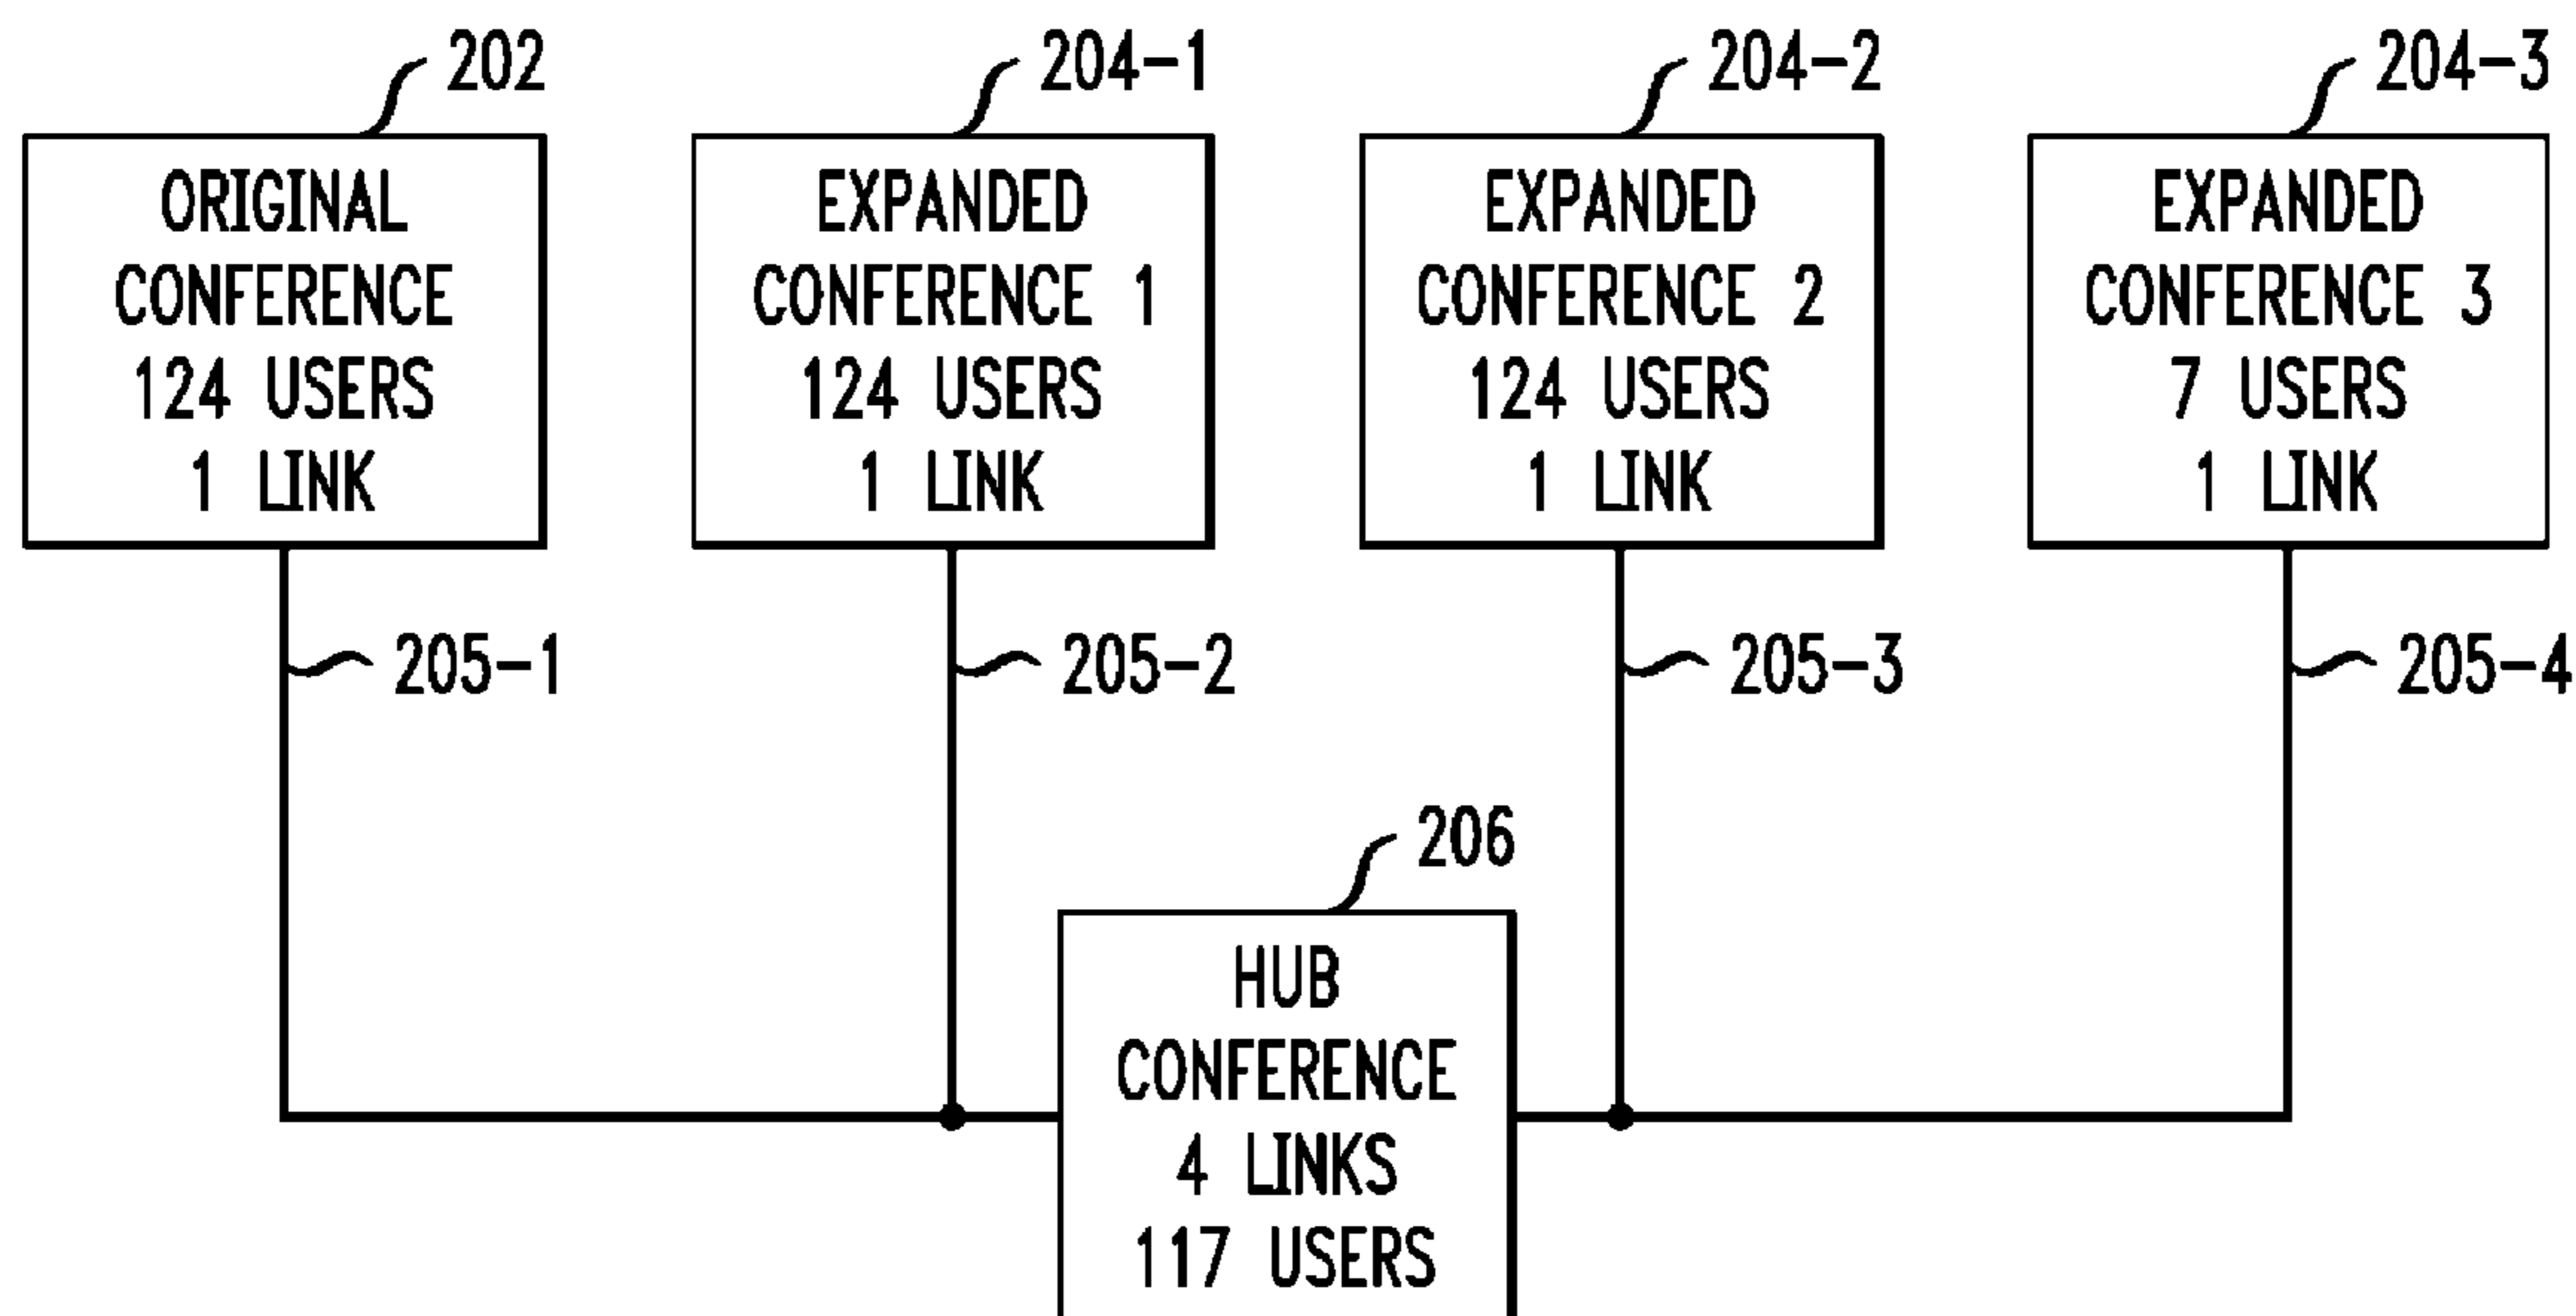 202
204-1
204-2
204-3
ORIGINAL
CONFERENCE
124 USERS
1 LINK
EXPANDED
CONFERENCE 1
124 USERS
1 LINK
EXPANDED
CONFERENCE 2
124 USERS
1 LINK
EXPANDED
CONFERENCE 3
7 USERS
1 LINK
205-1
205-2
205-3
205-4
206
HUB
CONFERENCE
4 LINKS
117 USERS